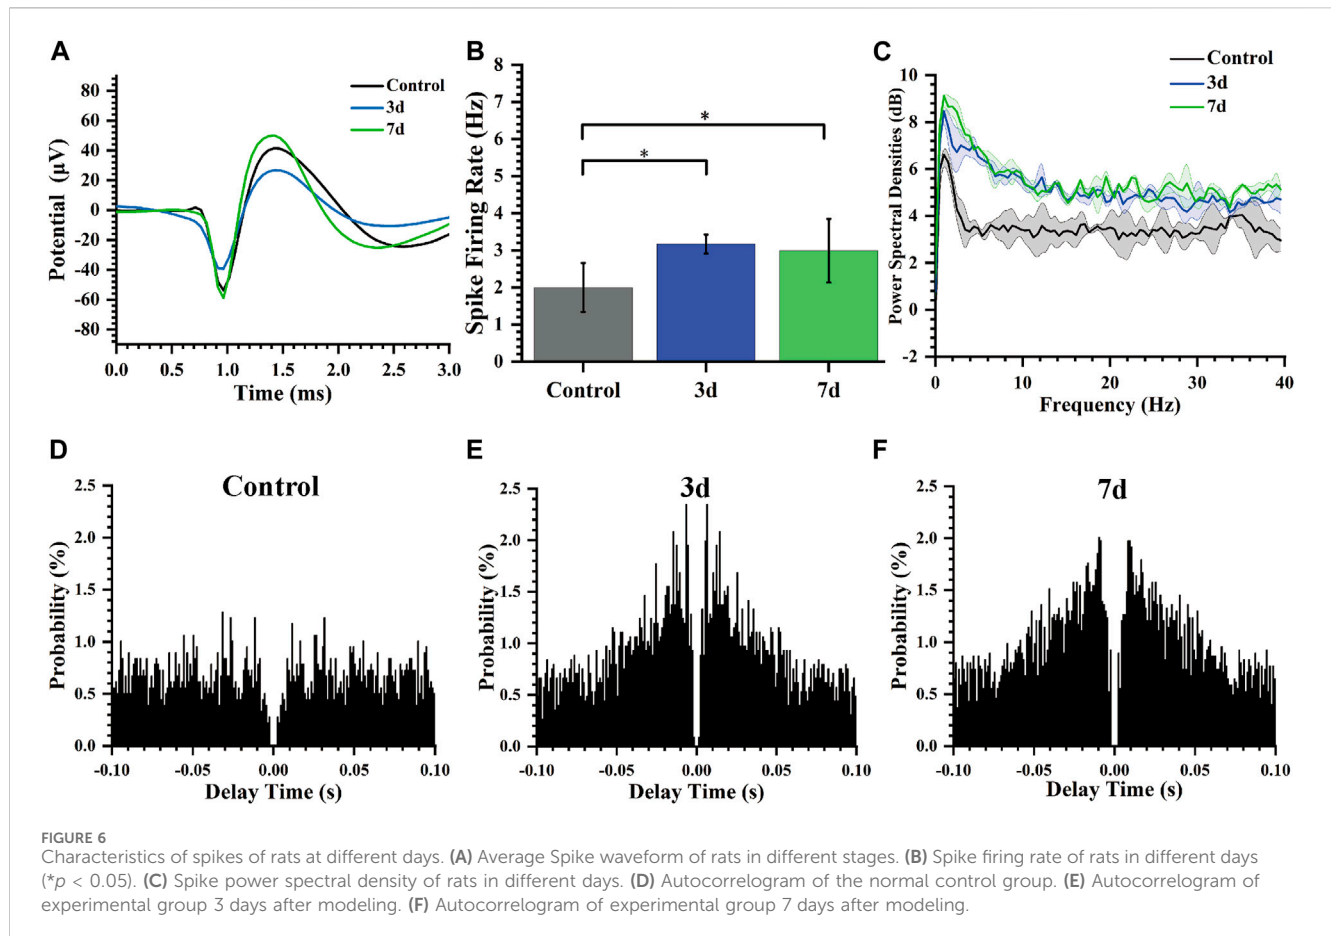 A
80
60
40
20
0
-20
-40
-60
-80
Potential (μV)
Control
3d
7d
0.0 0.5 1.0 1.5 2.0 2.5 3.0
Time (ms)
B
8
7
6
5
4
3
2
1
0
Spike Firing Rate (Hz)
*
*
Control 3d 7d
C
Control
3d
7d
10
8
6
4
2
0
-2
Power Spectral Densities (dB)
0 10 20 30 40
Frequency (Hz)
D
Control
2.5
2.0
1.5
1.0
0.5
0.0
Probability (%)
-0.10 -0.05 0.00 0.05 0.10
Delay Time (s)
E
3d
2.5
2.0
1.5
1.0
0.5
0.0
Probability (%)
-0.10 -0.05 0.00 0.05 0.10
Delay Time (s)
F
7d
2.5
2.0
1.5
1.0
0.5
0.0
Probability (%)
-0.10 -0.05 0.00 0.05 0.10
Delay Time (s)
FIGURE 6
Characteristics of spikes of rats at different days. (A) Average Spike waveform of rats in different stages. (B) Spike firing rate of rats in different days
(*p < 0.05). (C) Spike power spectral density of rats in different days. (D) Autocorrelogram of the normal control group. (E) Autocorrelogram of
experimental group 3 days after modeling. (F) Autocorrelogram of experimental group 7 days after modeling.